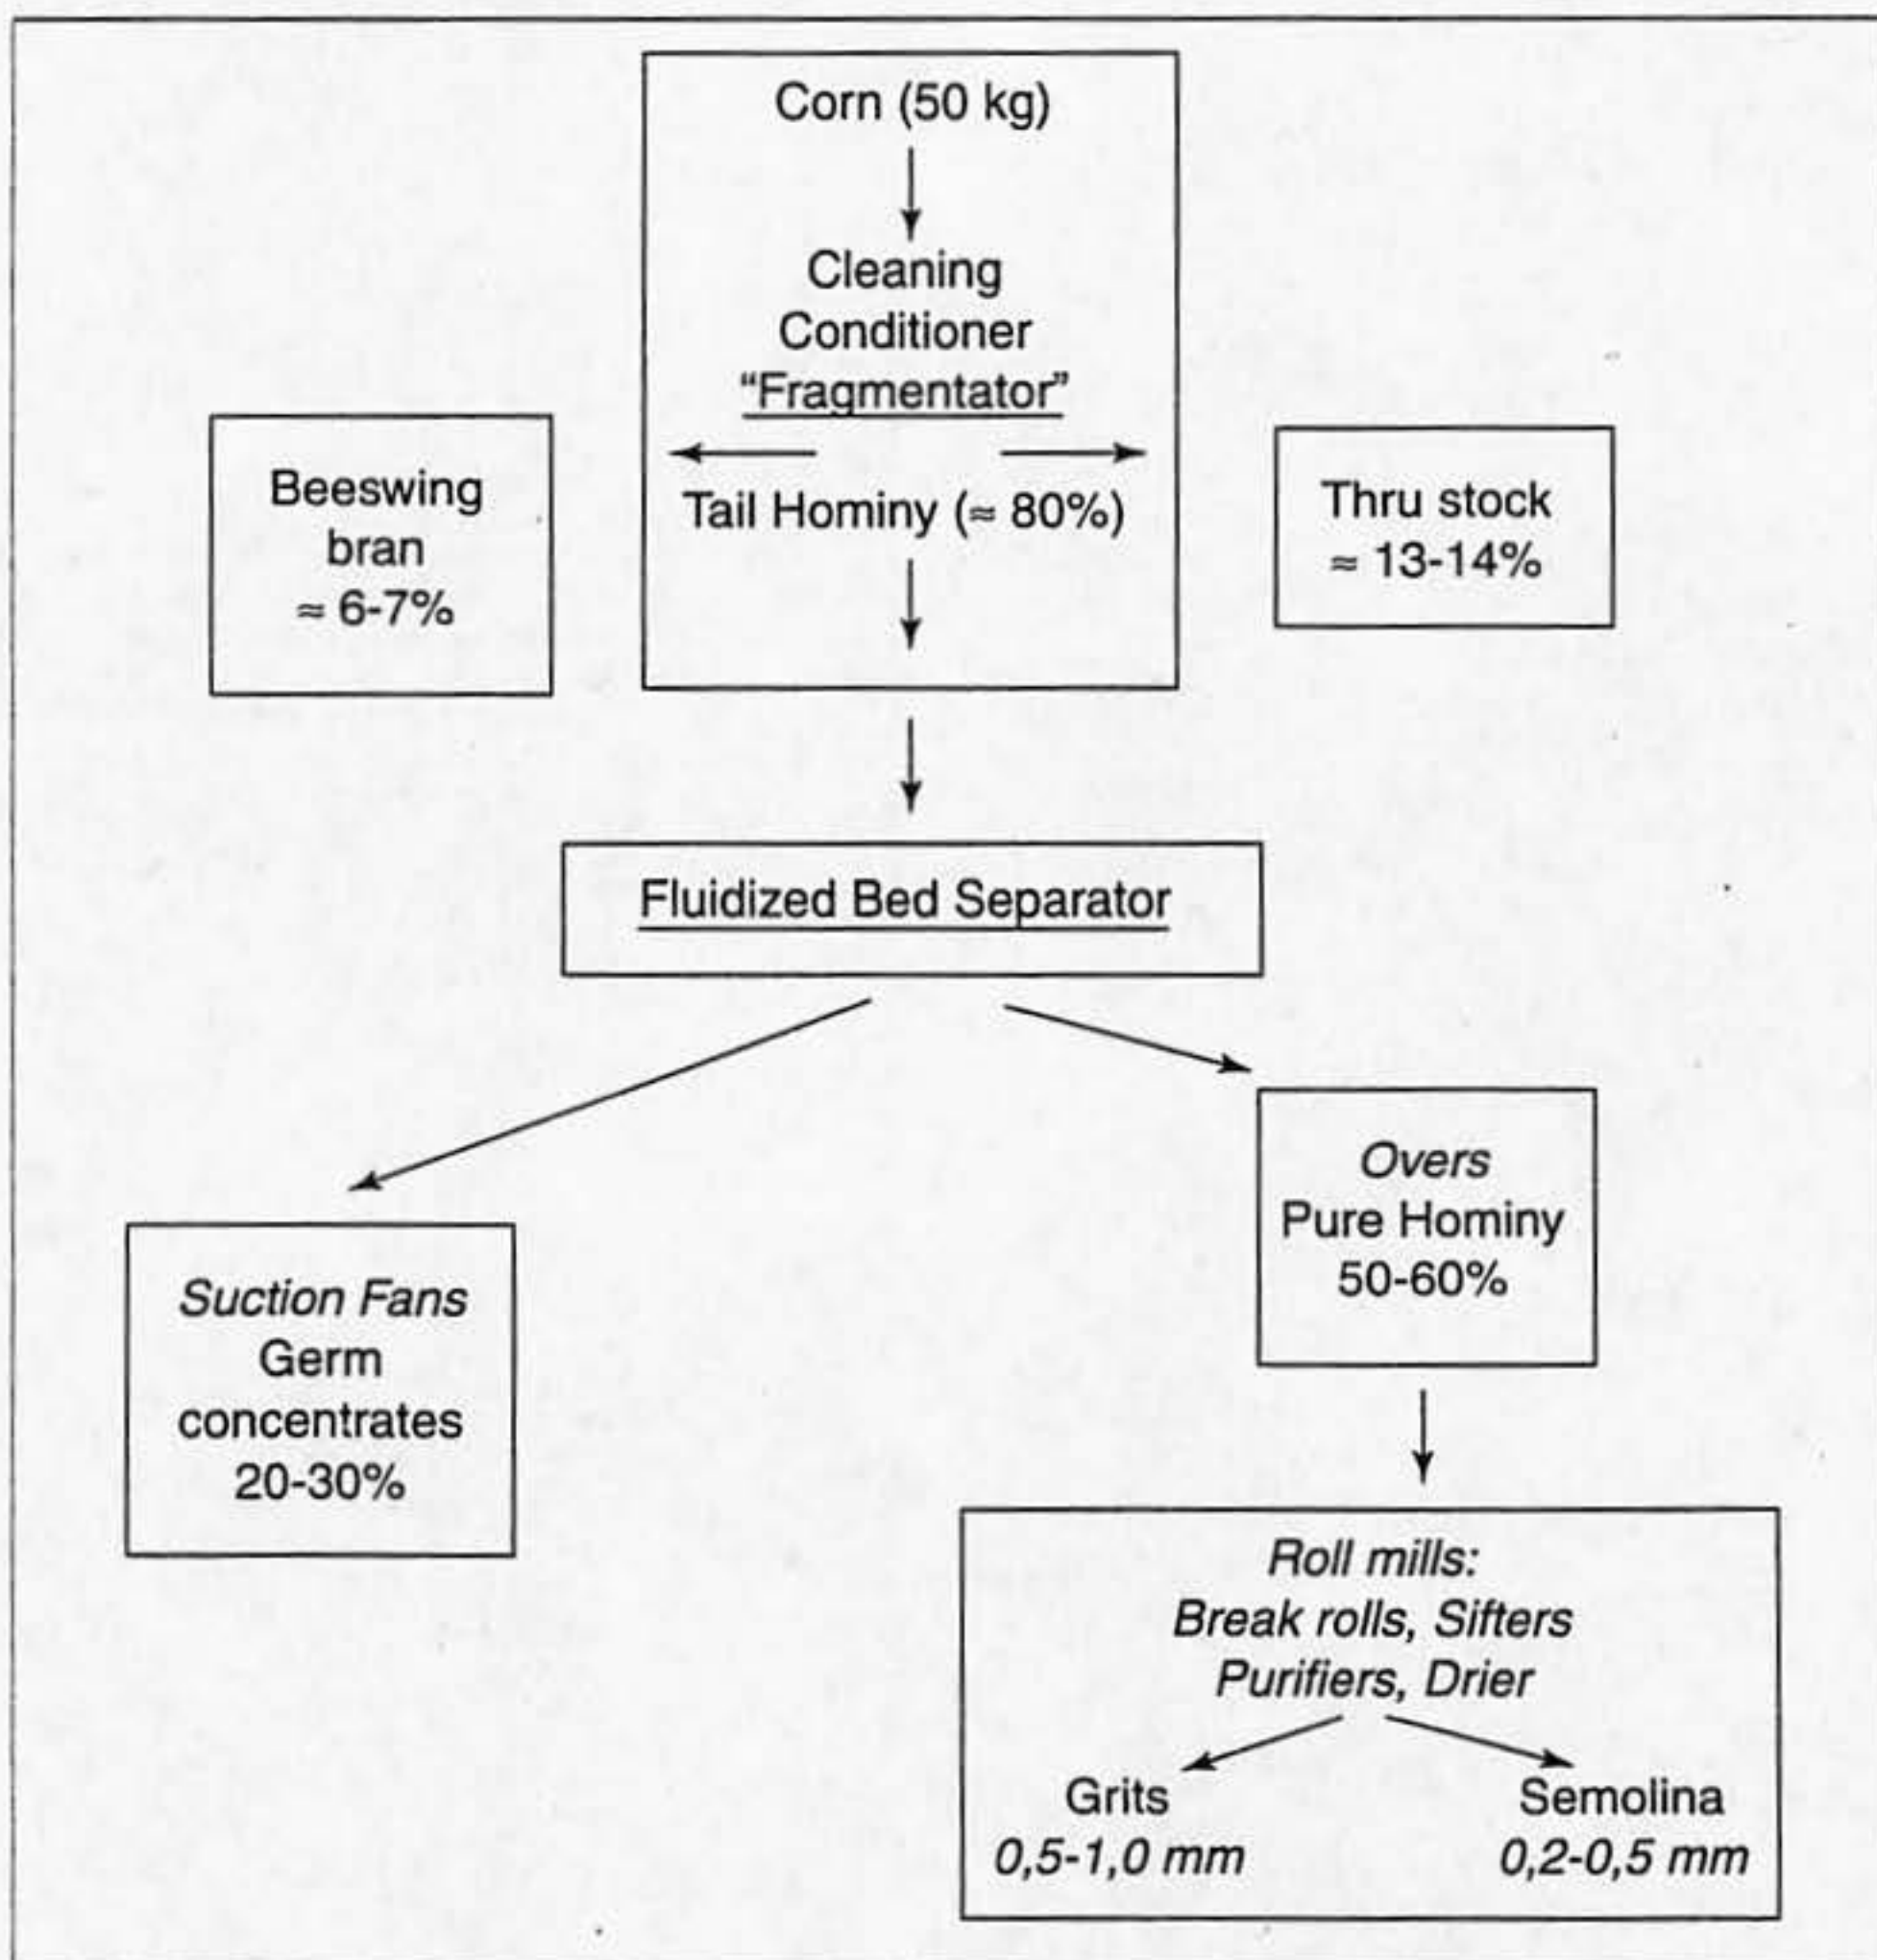 Corn (50 kg)
Cleaning
Conditioner
“Fragmentator”
Beeswing
bran
≈ 6-7%
Tail Hominy (≈ 80%)
Thru stock
≈ 13-14%
Fluidized Bed Separator
Suction Fans
Germ
concentrates
20-30%
Overs
Pure Hominy
50-60%
Roll mills:
Break rolls, Sifters
Purifiers, Drier
Grits
0,5-1,0 mm
Semolina
0,2-0,5 mm